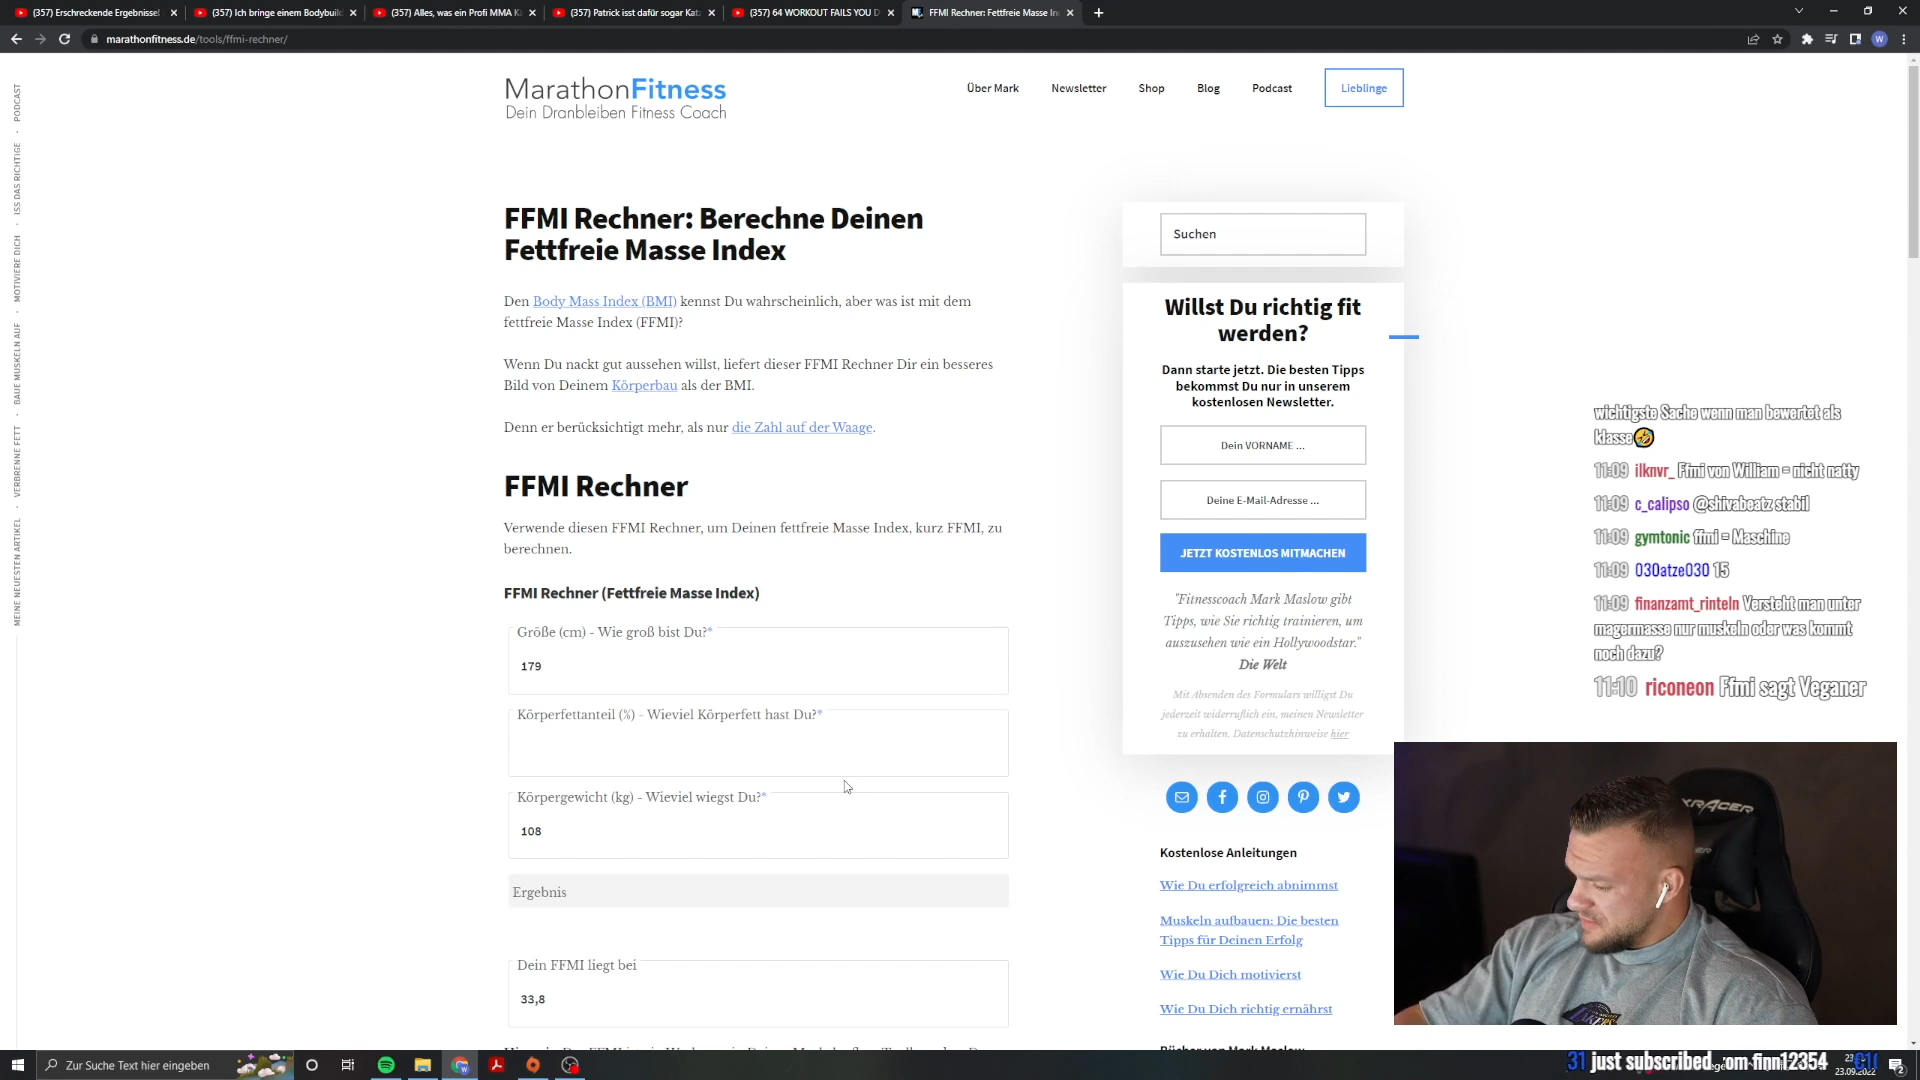 (357) Erschreckende Ergebnisse!
(357) Ich bringe einem Bodybuild
(357) Alles, was ein Profi MMA K
(357) Patrick isst dafür sogar Katz
(357) 64 WORKOUT FAILS YOU D
FFMI Rechner: Fettfreie Masse In
marathonfitness.de/tools/ffmi-rechner/
W
MEINE NEUESTEN ARTIKEL · VERBRENNE FETT · BAUE MUSKELN AUF · MOTIVIERE DICH · ISS DAS RICHTIGE · PODCAST
MarathonFitness
Dein Dranbleiben Fitness Coach
Über Mark
Newsletter
Shop
Blog
Podcast
Lieblinge
FFMI Rechner: Berechne Deinen
Fettfreie Masse Index
Den Body Mass Index (BMI) kennst Du wahrscheinlich, aber was ist mit dem
fettfreie Masse Index (FFMI)?
Wenn Du nackt gut aussehen willst, liefert dieser FFMI Rechner Dir ein besseres
Bild von Deinem Körperbau als der BMI.
Denn er berücksichtigt mehr, als nur die Zahl auf der Waage.
FFMI Rechner
Verwende diesen FFMI Rechner, um Deinen fettfreie Masse Index, kurz FFMI, zu
berechnen.
FFMI Rechner (Fettfreie Masse Index)
Größe (cm) - Wie groß bist Du?*
179
Körperfettanteil (%) - Wieviel Körperfett hast Du?*
Körpergewicht (kg) - Wieviel wiegst Du?*
108
Ergebnis
Dein FFMI liegt bei
33,8
Suchen
Willst Du richtig fit
werden?
Dann starte jetzt. Die besten Tipps
bekommst Du nur in unserem
kostenlosen Newsletter.
Dein VORNAME ...
Deine E-Mail-Adresse ...
JETZT KOSTENLOS MITMACHEN
"Fitnesscoach Mark Maslow gibt
Tipps, wie Sie richtig trainieren, um
auszusehen wie ein Hollywoodstar."
Die Welt
Mit Absenden des Formulars willigst Du
jederzeit widerruflich ein, meinen Newsletter
zu erhalten. Datenschutzhinweise hier
Kostenlose Anleitungen
Wie Du erfolgreich abnimmst
Muskeln aufbauen: Die besten
Tipps für Deinen Erfolg
Wie Du Dich motivierst
Wie Du Dich richtig ernährst
wichtigste Sache wenn man bewertet als
klasse
11:09 ilknvr_ Ffmi von William = nicht natty
11:09 c_calipso @shivabeatz stabil
11:09 gymtonic ffmi = Maschine
11:09 030atze030 15
11:09 finanzamt_rinteln Versteht man unter
magermasse nur muskeln oder was kommt
noch dazu?
11:10 riconeon Ffmi sagt Veganer
XRACER
Zur Suche Text hier eingeben
31 just subscribed
finn12354
23.09.2022
2